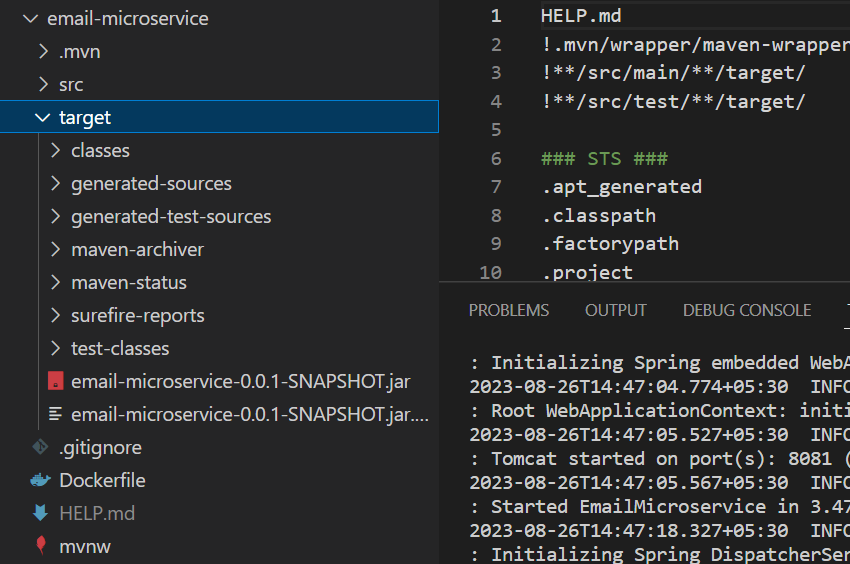 email-microservice
.mvn
src
target
classes
generated-sources
generated-test-sources
maven-archiver
maven-status
surefire-reports
test-classes
email-microservice-0.0.1-SNAPSHOT.jar
email-microservice-0.0.1-SNAPSHOT.jar....
.gitignore
Dockerfile
HELP.md
mvnw
1 HELP.md
2 !.mvn/wrapper/maven-wrapper
3 !**/src/main/**/target/
4 !**/src/test/**/target/
5
6 ### STS ###
7 .apt_generated
8 .classpath
9 .factorypath
10 .project
PROBLEMS OUTPUT DEBUG CONSOLE
: Initializing Spring embedded WebA
2023-08-26T14:47:04.774+05:30 INFO
: Root WebApplicationContext: initi
2023-08-26T14:47:05.527+05:30 INFO
: Tomcat started on port(s): 8081 (
2023-08-26T14:47:05.567+05:30 INFO
: Started EmailMicroservice in 3.47
2023-08-26T14:47:18.327+05:30 INFO
: Initializing Spring DispatcherSer